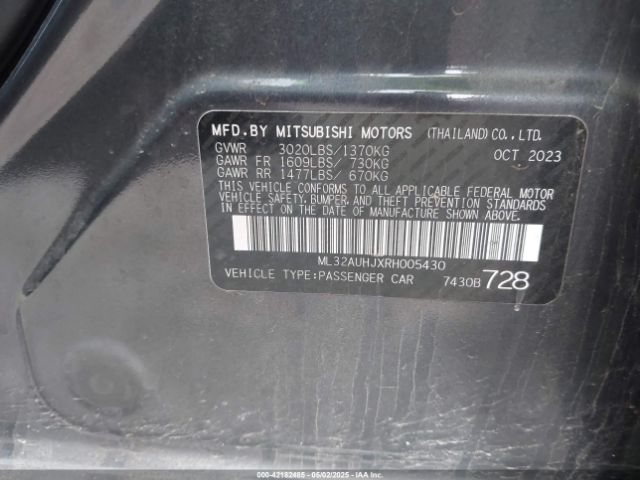 MFD.BY MITSUBISHI MOTORS (THAILAND)CO.,LTD.
GVWR 3020LBS/1370KG OCT 2023
GAWR FR 1609LBS/ 730KG
GAWR RR 1477LBS/ 670KG
THIS VEHICLE CONFORMS TO ALL APPLICABLE FEDERAL MOTOR
VEHICLE SAFETY, BUMPER, AND THEFT PREVENTION STANDARDS
IN EFFECT ON THE DATE OF MANUFACTURE SHOWN ABOVE.
ML32AUHJXRH005430
VEHICLE TYPE:PASSENGER CAR 7430B 728
000-42182485 - 05/02/2025 - IAAI.COM